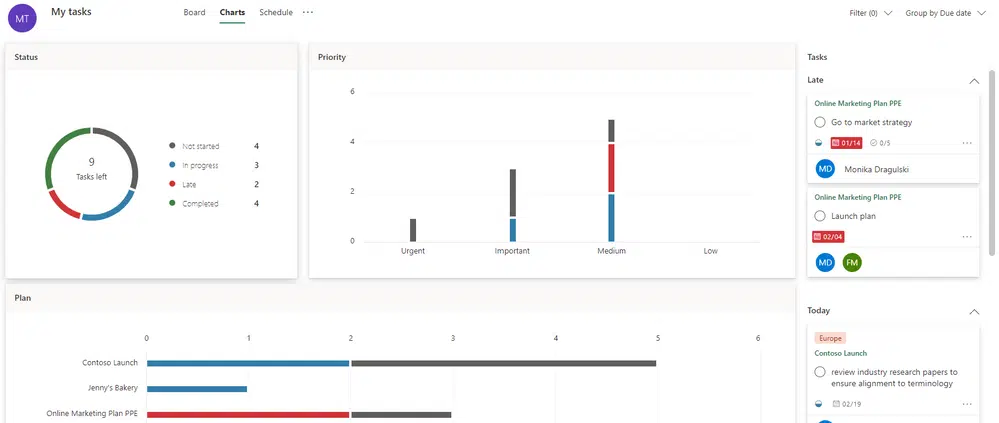 MT
My tasks
Board
Charts
Schedule
Filter (0)
Group by Due date
Status
9
Tasks left
Not started 4
In progress 3
Late 2
Completed 4
Priority
6
4
2
0
Urgent
Important
Medium
Low
Plan
0 1 2 3 4 5 6
Contoso Launch
Jenny's Bakery
Online Marketing Plan PPE
Tasks
Late
Online Marketing Plan PPE
Go to market strategy
01/14
0/5
MD
Monika Dragulski
Online Marketing Plan PPE
Launch plan
02/04
MD
FM
Today
Europe
Contoso Launch
review industry research papers to
ensure alignment to terminology
02/19